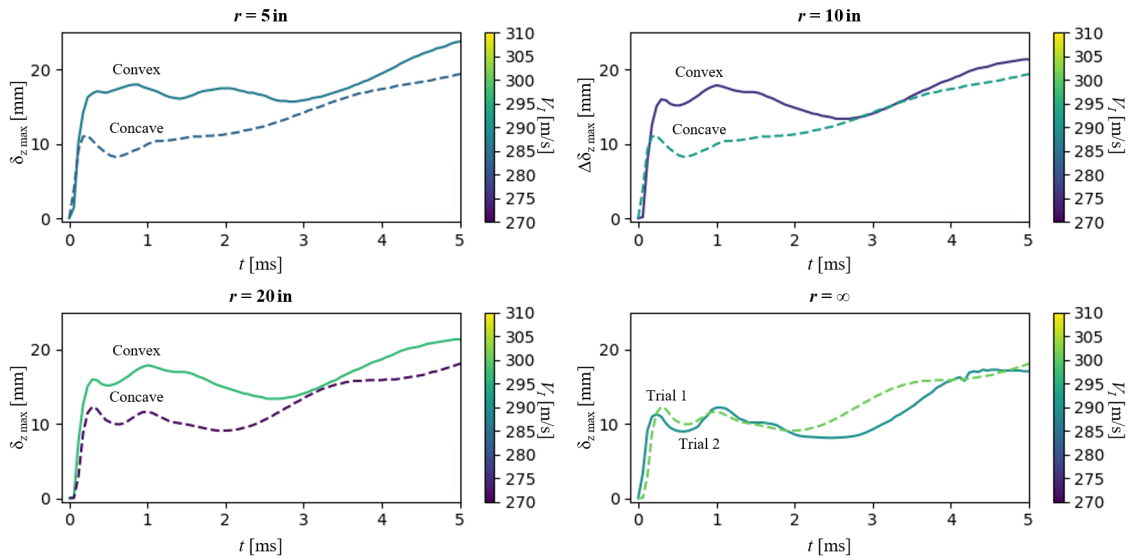 r = 5 in
δz max [mm]
20
10
0
Convex
Concave
0 1 2 3 4 5
t [ms]
310
305
300
295
290
285
280
275
270
VI [m/s]
r = 10 in
Δδz max [mm]
20
10
0
Convex
Concave
0 1 2 3 4 5
t [ms]
310
305
300
295
290
285
280
275
270
VI [m/s]
r = 20 in
δz max [mm]
20
10
0
Convex
Concave
0 1 2 3 4 5
t [ms]
310
305
300
295
290
285
280
275
270
VI [m/s]
r = ∞
δz max [mm]
20
10
0
Trial 1
Trial 2
0 1 2 3 4 5
t [ms]
310
305
300
295
290
285
280
275
270
VI [m/s]